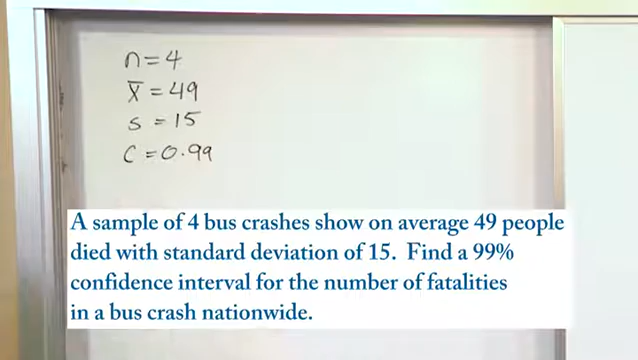 n = 4
x̄ = 49
s = 15
c = 0.99
A sample of 4 bus crashes show on average 49 people
died with standard deviation of 15. Find a 99%
confidence interval for the number of fatalities
in a bus crash nationwide.